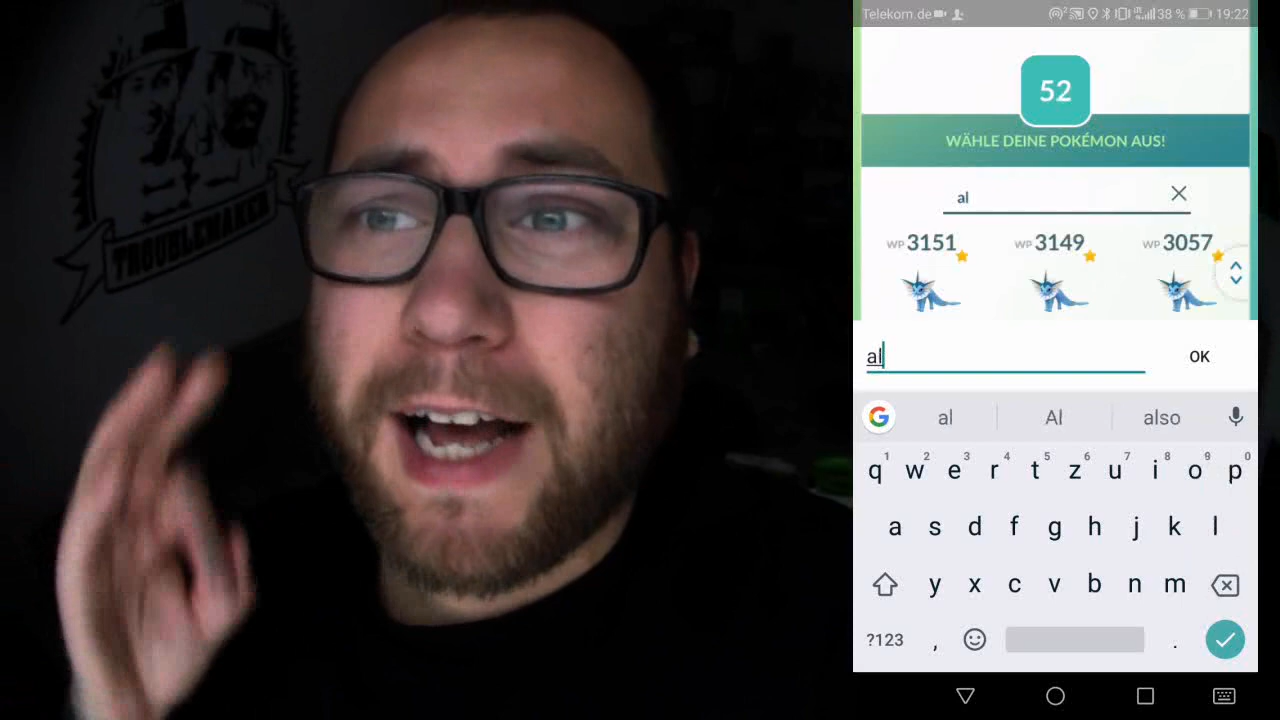 TROUBLEMAKER
Telekom.de 38 % 19:22
52
WÄHLE DEINE POKÉMON AUS!
al
WP 3151 WP 3149 WP 3057
al OK
G al Al also
1 2 3 4 5 6 7 8 9 0
q w e r t z u i o p
a s d f g h j k l
y x c v b n m
?123 , .